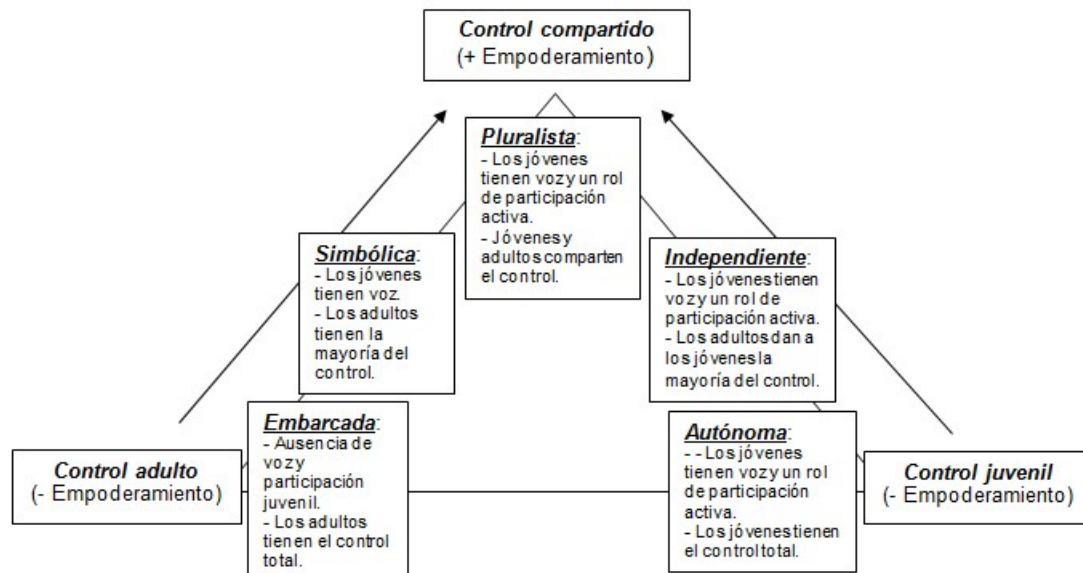 Control compartido
(+ Empoderamiento)
Pluralista:
- Los jóvenes
tienen voz y un rol
de participación
activa.
- Jóvenes y
adultos comparten
el control.
Simbólica:
- Los jóvenes
tienen voz.
- Los adultos
tienen la
mayoría del
control.
Independiente:
- Los jóvenes tienen
voz y un rol de
participación activa.
- Los adultos dan a
los jóvenes la
mayoría del control.
Embarcada:
- Ausencia de
voz y
participación
juvenil.
- Los adultos
tienen el control
total.
Autónoma:
- - Los jóvenes
tienen voz y un rol
de participación
activa.
- Los jóvenes tienen
el control total.
Control adulto
(- Empoderamiento)
Control juvenil
(- Empoderamiento)